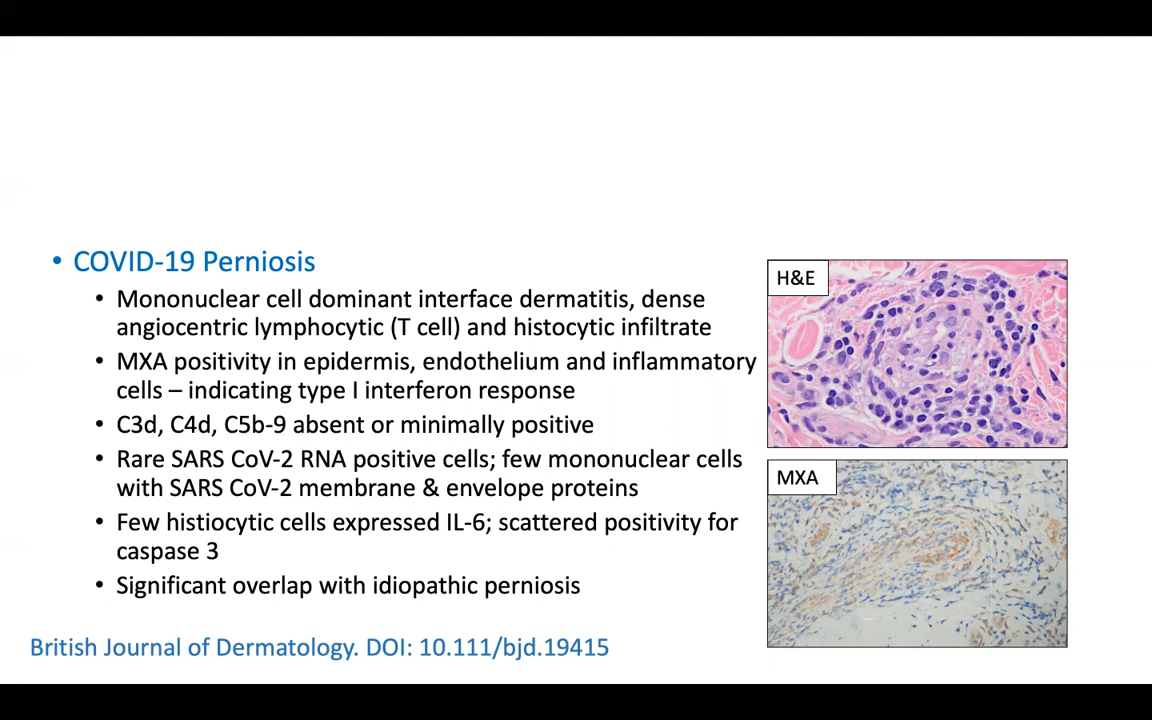 • COVID-19 Perniosis
• Mononuclear cell dominant interface dermatitis, dense
angiocentric lymphocytic (T cell) and histocytic infiltrate
• MXA positivity in epidermis, endothelium and inflammatory
cells – indicating type I interferon response
• C3d, C4d, C5b-9 absent or minimally positive
• Rare SARS CoV-2 RNA positive cells; few mononuclear cells
with SARS CoV-2 membrane & envelope proteins
• Few histiocytic cells expressed IL-6; scattered positivity for
caspase 3
• Significant overlap with idiopathic perniosis
British Journal of Dermatology. DOI: 10.111/bjd.19415
H&E
MXA